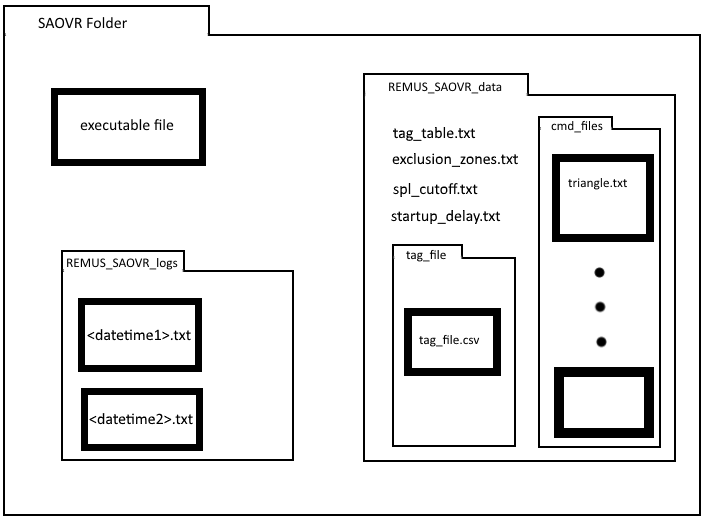 SAOVR Folder
executable file
REMUS_SAOVR_data
tag_table.txt
exclusion_zones.txt
spl_cutoff.txt
startup_delay.txt
cmd_files
triangle.txt
tag_file
tag_file.csv
REMUS_SAOVR_logs
<datetime1>.txt
<datetime2>.txt